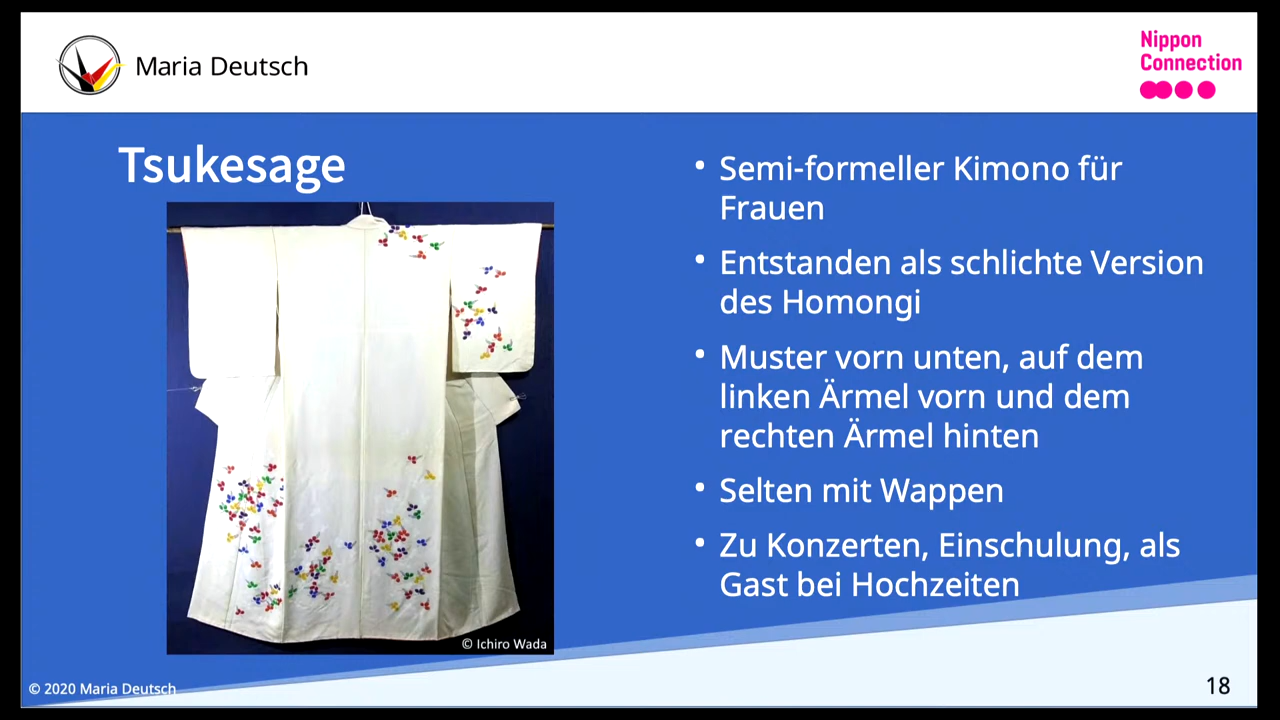 Maria Deutsch
Nippon
Connection
Tsukesage
• Semi-formeller Kimono für
Frauen
• Entstanden als schlichte Version
des Homongi
• Muster vorn unten, auf dem
linken Ärmel vorn und dem
rechten Ärmel hinten
• Selten mit Wappen
• Zu Konzerten, Einschulung, als
Gast bei Hochzeiten
© Ichiro Wada
© 2020 Maria Deutsch
18